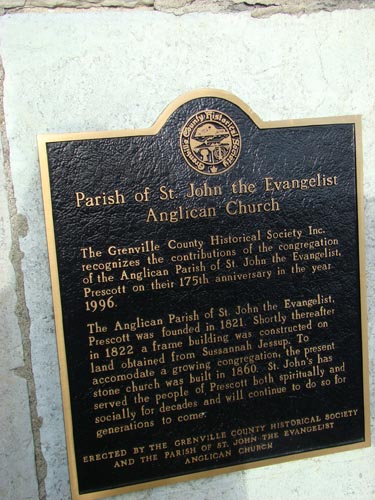 Grenville County Historical Society
Parish of St. John the Evangelist
Anglican Church
The Grenville County Historical Society Inc.
recognizes the contributions of the congregation
of the Anglican Parish of St. John the Evangelist,
Prescott on their 175th anniversary in the year
1996.
The Anglican Parish of St. John the Evangelist,
Prescott was founded in 1821. Shortly thereafter
in 1822 a frame building was constructed on
land obtained from Sussannah Jessup. To
accomodate a growing congregation, the present
stone church was built in 1860. St. John's has
served the people of Prescott both spiritually and
socially for decades and will continue to do so for
generations to come.
ERECTED BY THE GRENVILLE COUNTY HISTORICAL SOCIETY
AND THE PARISH OF ST. JOHN THE EVANGELIST
ANGLICAN CHURCH